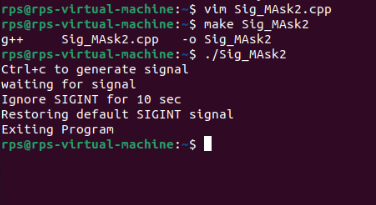 rps@rps-virtual-machine:~$ vim Sig_MAsk2.cpp
rps@rps-virtual-machine:~$ make Sig_MAsk2
g++     Sig_MAsk2.cpp   -o Sig_MAsk2
rps@rps-virtual-machine:~$ ./Sig_MAsk2
Ctrl+c to generate signal
waiting for signal
Ignore SIGINT for 10 sec
Restoring default SIGINT signal
Exiting Program
rps@rps-virtual-machine:~$